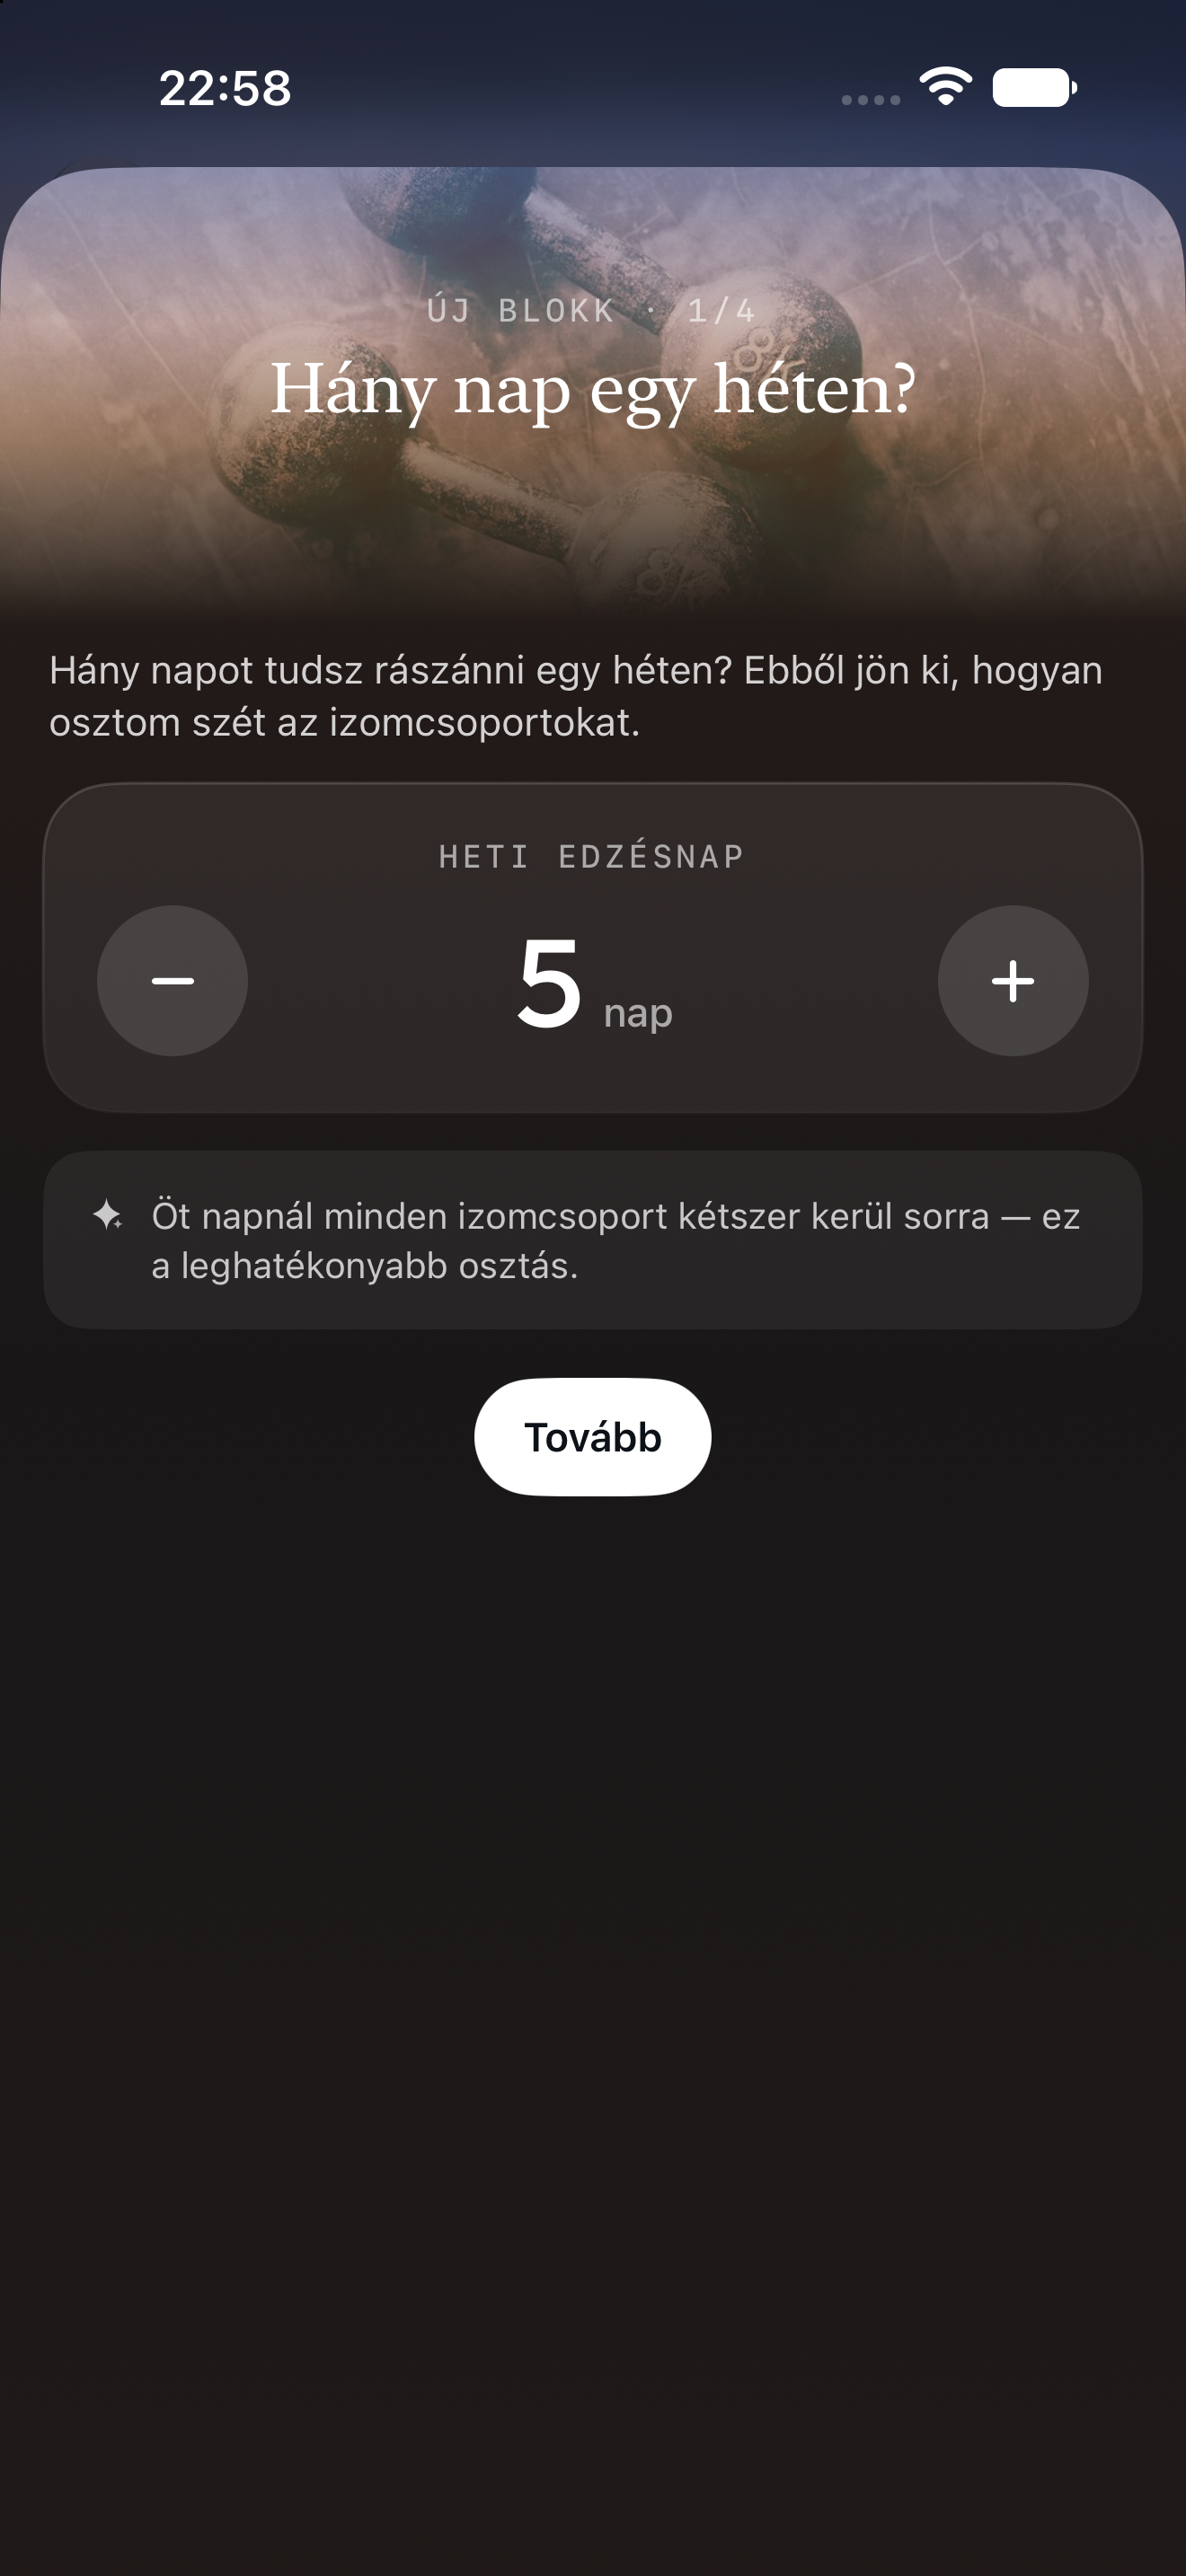 22:58
ÚJ BLOKK · 1/4
Hány nap egy héten?
Hány napot tudsz rászánni egy héten? Ebből jön ki, hogyan
osztom szét az izomcsoportokat.
HETI EDZÉSNAP
5 nap
Öt napnál minden izomcsoport kétszer kerül sorra — ez
a leghatékonyabb osztás.
Tovább